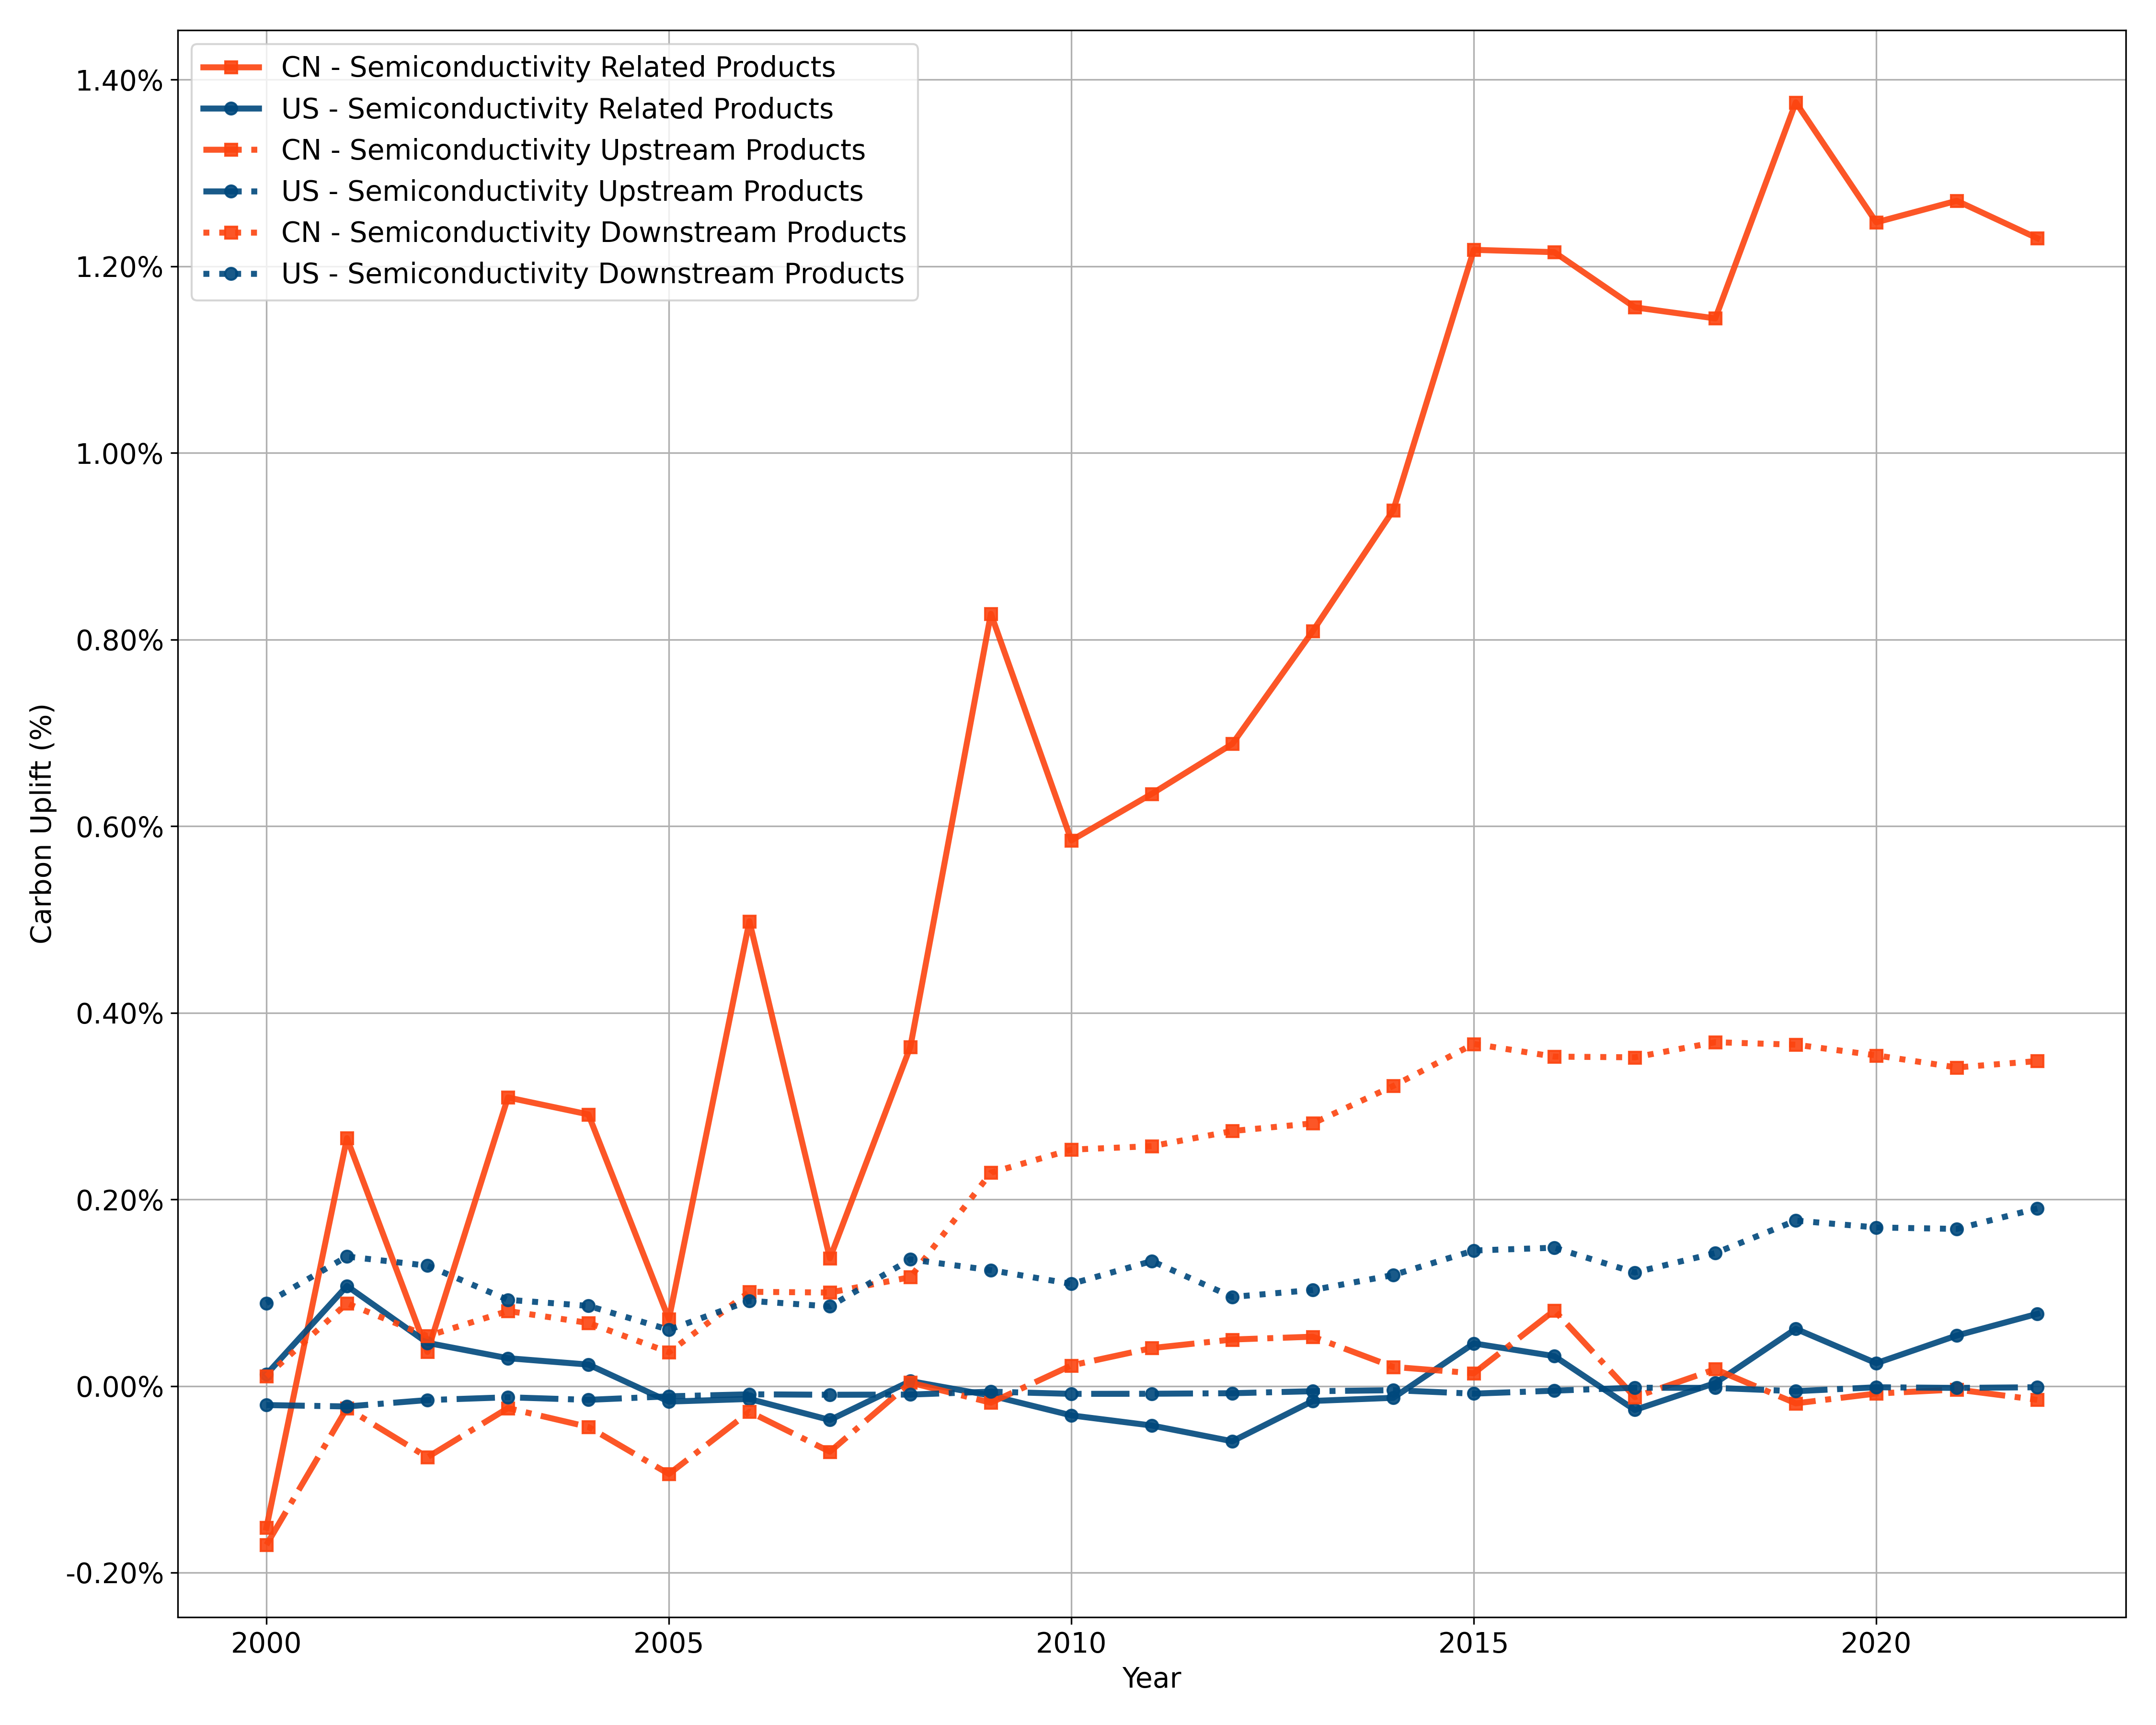 CN - Semiconductivity Related Products
US - Semiconductivity Related Products
CN - Semiconductivity Upstream Products
US - Semiconductivity Upstream Products
CN - Semiconductivity Downstream Products
US - Semiconductivity Downstream Products
1.40%
1.20%
1.00%
0.80%
0.60%
0.40%
0.20%
0.00%
-0.20%
Carbon Uplift (%)
2000
2005
2010
2015
2020
Year